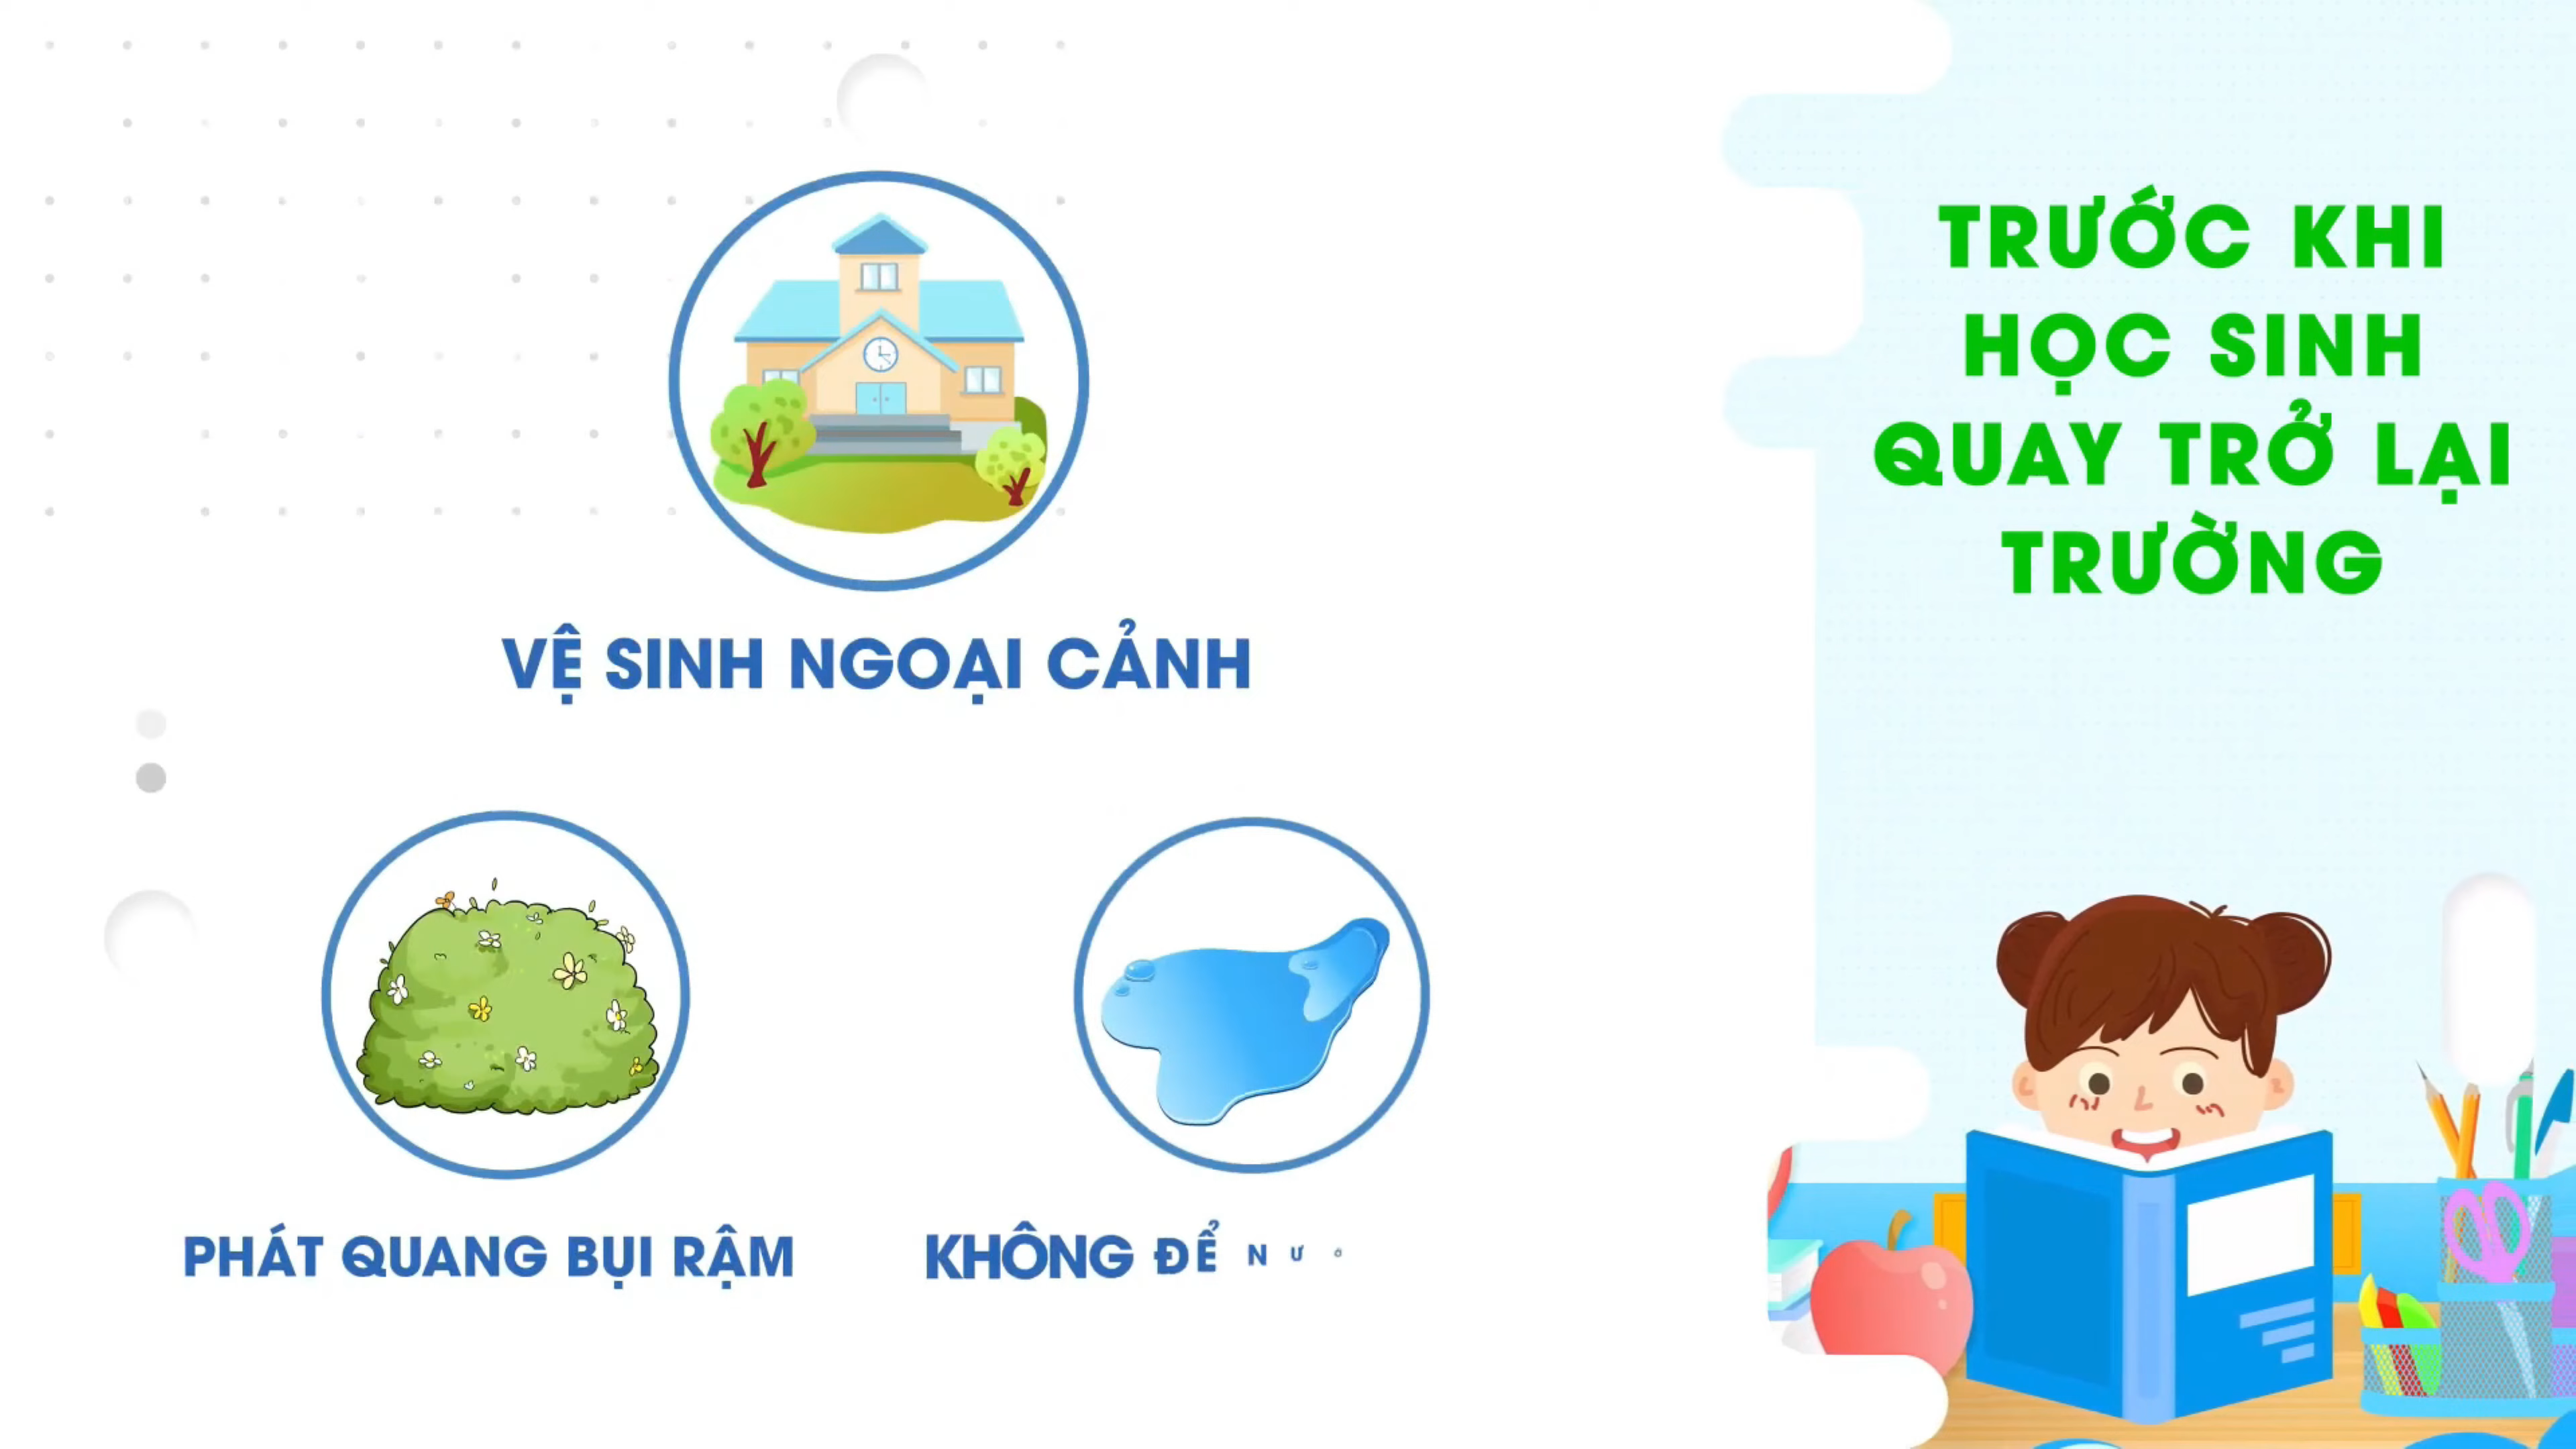 VỆ SINH NGOẠI CẢNH
PHÁT QUANG BỤI RẬM
KHÔNG ĐỂ
TRƯỚC KHI
HỌC SINH
QUAY TRỞ LẠI
TRƯỜNG